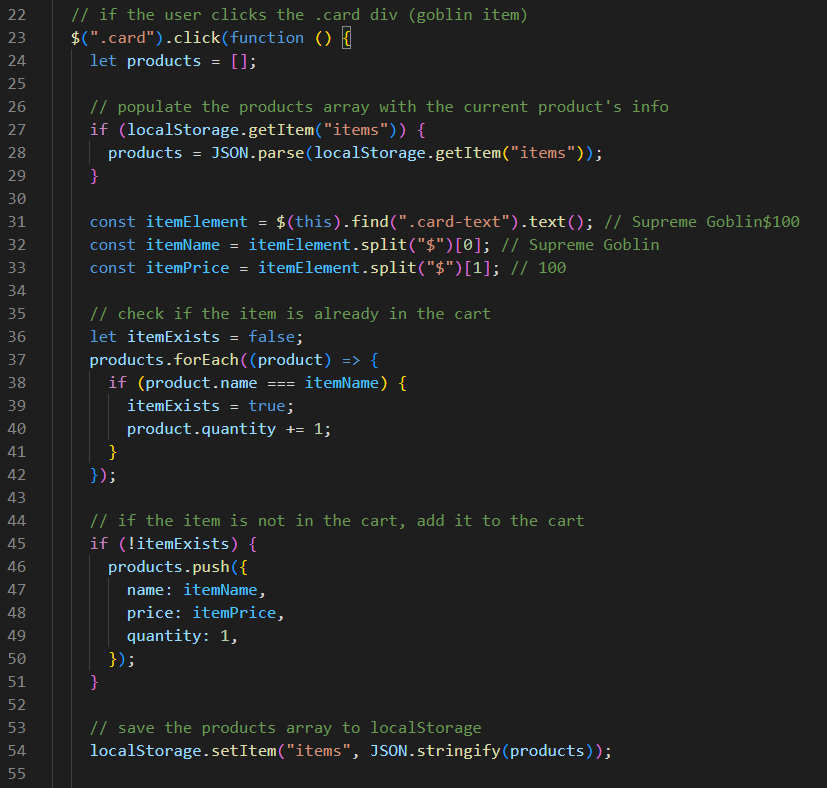 22 // if the user clicks the .card div (goblin item)
23 $(".card").click(function () {
24 let products = [];
25
26 // populate the products array with the current product's info
27 if (localStorage.getItem("items")) {
28 products = JSON.parse(localStorage.getItem("items"));
29 }
30
31 const itemElement = $(this).find(".card-text").text(); // Supreme Goblin$100
32 const itemName = itemElement.split("$")[0]; // Supreme Goblin
33 const itemPrice = itemElement.split("$")[1]; // 100
34
35 // check if the item is already in the cart
36 let itemExists = false;
37 products.forEach((product) => {
38 if (product.name === itemName) {
39 itemExists = true;
40 product.quantity += 1;
41 }
42 });
43
44 // if the item is not in the cart, add it to the cart
45 if (!itemExists) {
46 products.push({
47 name: itemName,
48 price: itemPrice,
49 quantity: 1,
50 });
51 }
52
53 // save the products array to localStorage
54 localStorage.setItem("items", JSON.stringify(products));
55